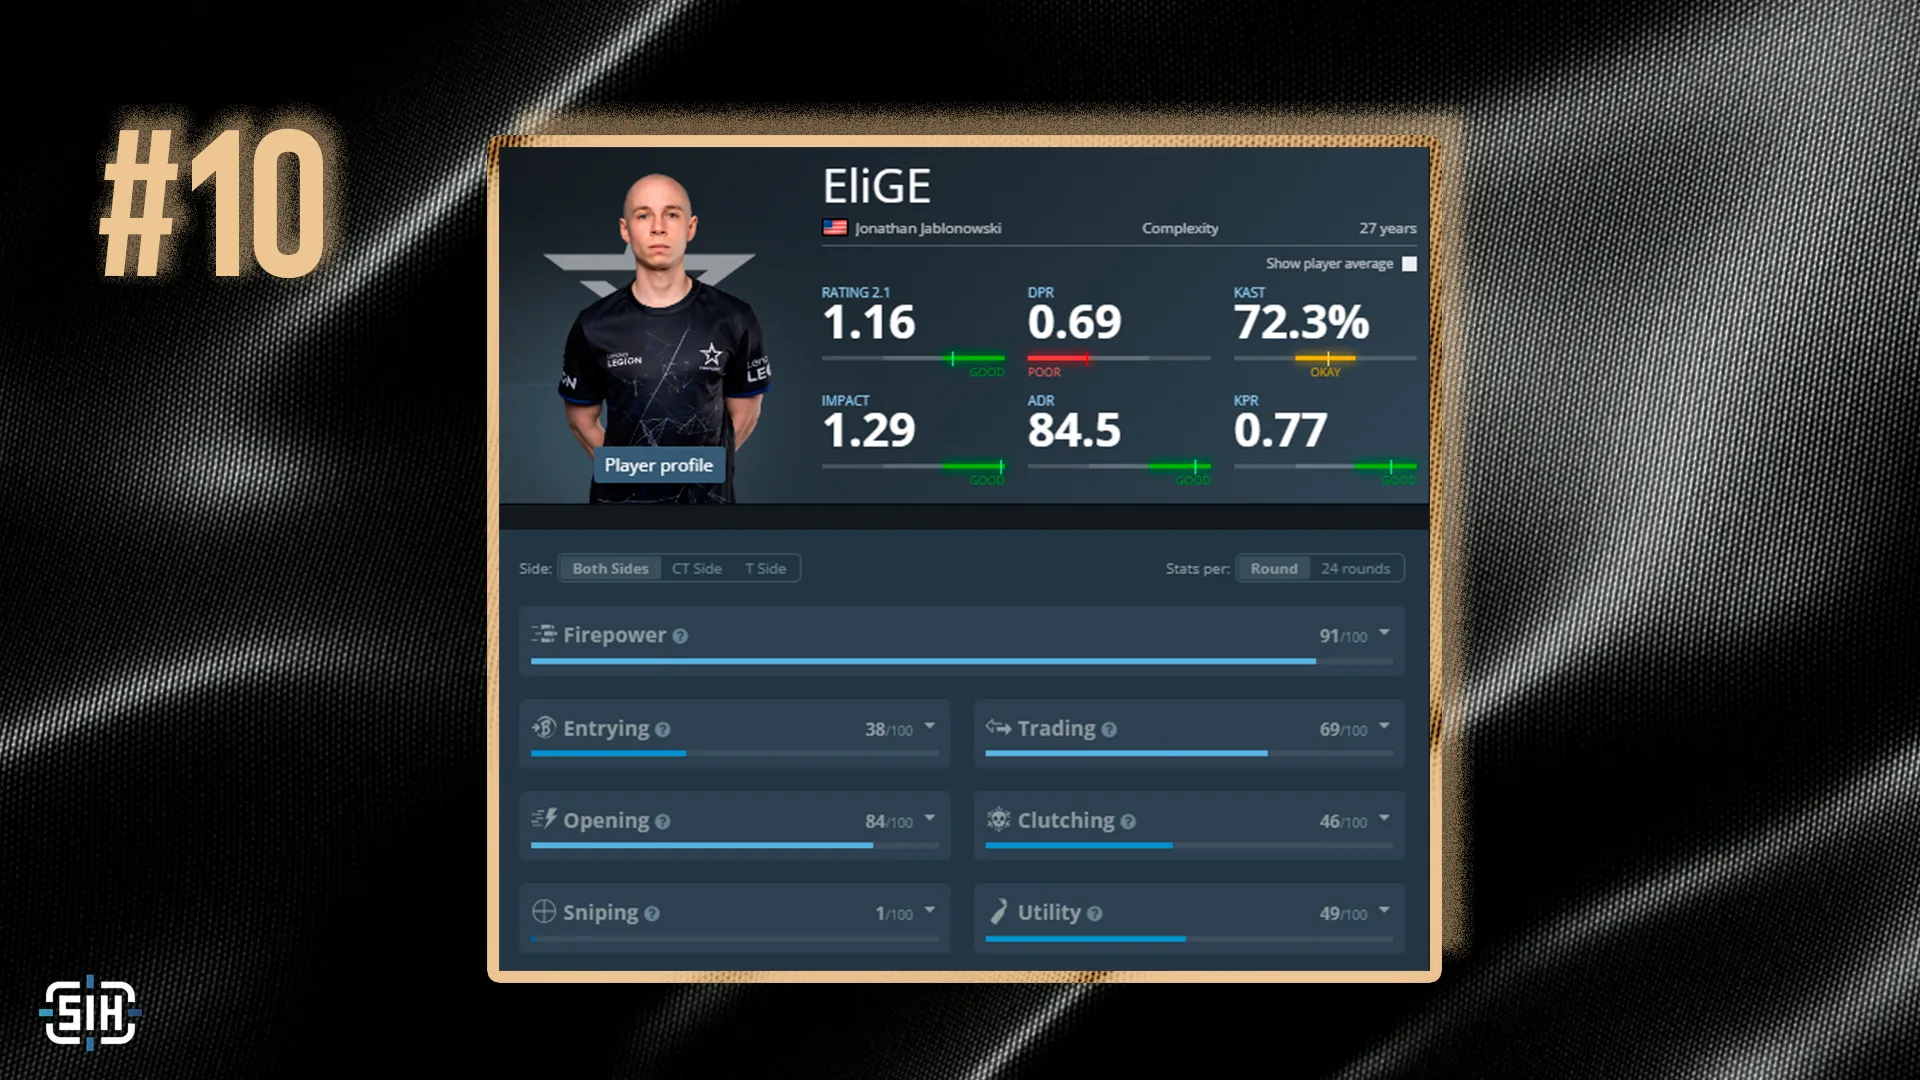 #10
EliGE
Jonathan Jablonowski Complexity 27 years
Show player average
RATING 2.1 DPR KAST
1.16 0.69 72.3%
GOOD POOR OKAY
IMPACT ADR KPR
1.29 84.5 0.77
GOOD GOOD GOOD
LEGION
Player profile
Side: Both Sides CT Side T Side Stats per: Round 24 rounds
Firepower ? 91/100
Entrying ? 38/100 Trading ? 69/100
Opening ? 84/100 Clutching ? 46/100
Sniping ? 1/100 Utility ? 49/100
SIH